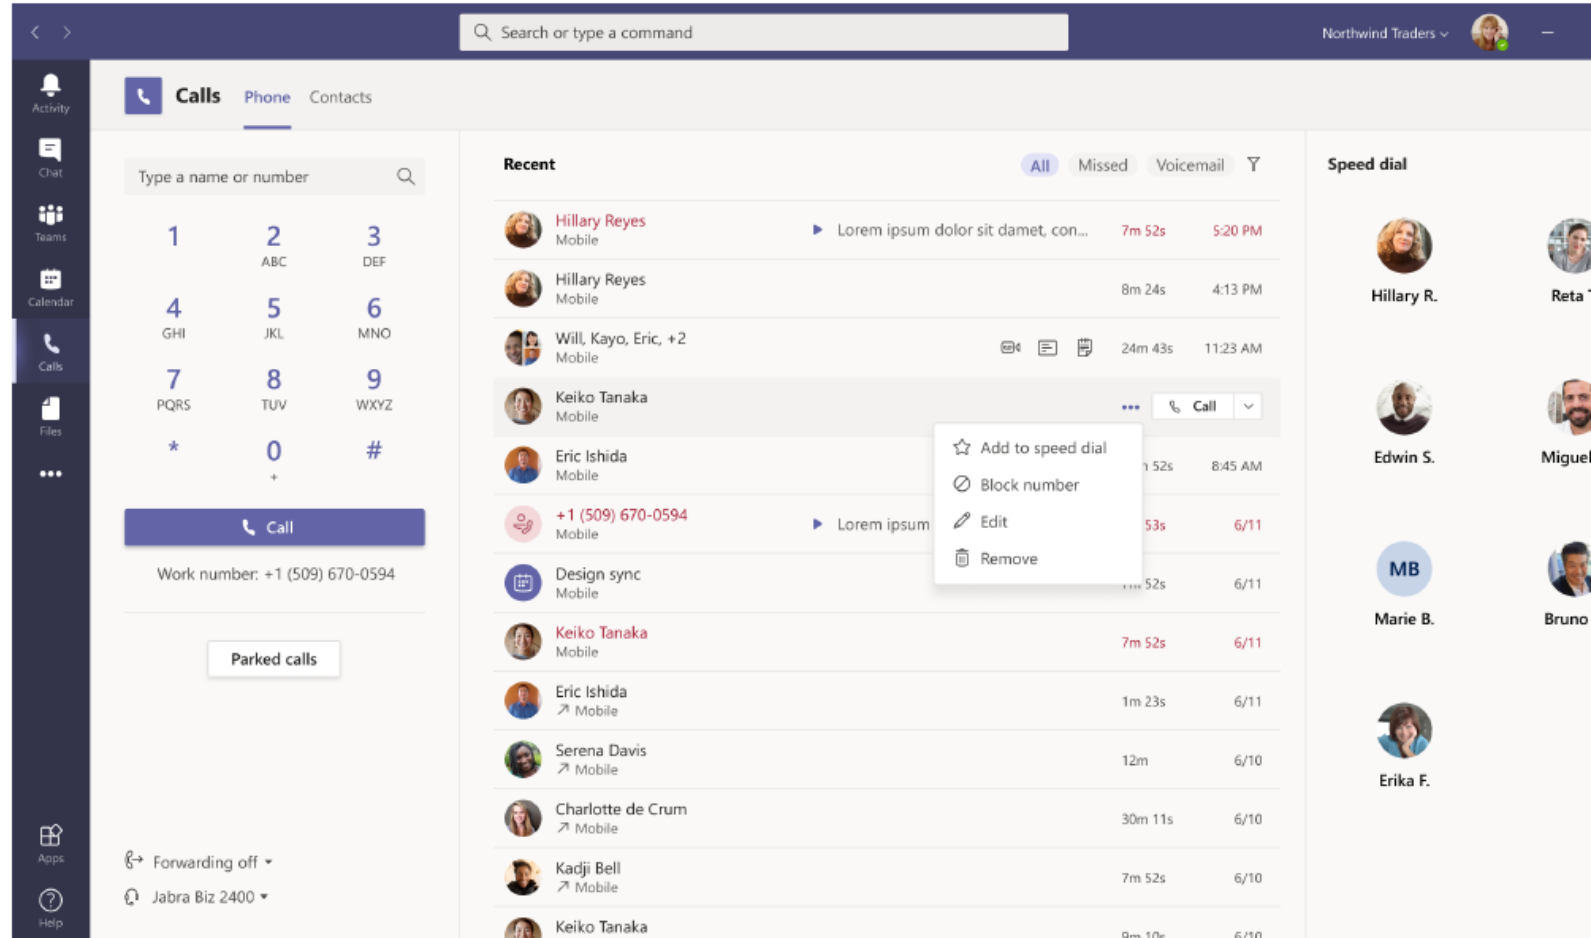 Search or type a command
Northwind Traders
Activity
Chat
Teams
Calendar
Calls
Files
Apps
Help
Calls Phone Contacts
Type a name or number
1
2 ABC
3 DEF
4 GHI
5 JKL
6 MNO
7 PQRS
8 TUV
9 WXYZ
*
0 +
#
Call
Work number: +1 (509) 670-0594
Parked calls
Forwarding off
Jabra Biz 2400
Recent All Missed Voicemail
Hillary Reyes
Mobile
Lorem ipsum dolor sit damet, con... 7m 52s 5:20 PM
Hillary Reyes
Mobile
8m 24s 4:13 PM
Will, Kayo, Eric, +2
Mobile
24m 43s 11:23 AM
Keiko Tanaka
Mobile
Call
Add to speed dial
Block number
Edit
Remove
Eric Ishida
Mobile
52s 8:45 AM
+1 (509) 670-0594
Mobile
Lorem ipsum 53s 6/11
Design sync
Mobile
52s 6/11
Keiko Tanaka
Mobile
7m 52s 6/11
Eric Ishida
Mobile
1m 23s 6/11
Serena Davis
Mobile
12m 6/10
Charlotte de Crum
Mobile
30m 11s 6/10
Kadji Bell
Mobile
7m 52s 6/10
Keiko Tanaka
9m 10s 6/10
Speed dial
Hillary R.
Reta
Edwin S.
Miguel
MB
Marie B.
Bruno
Erika F.